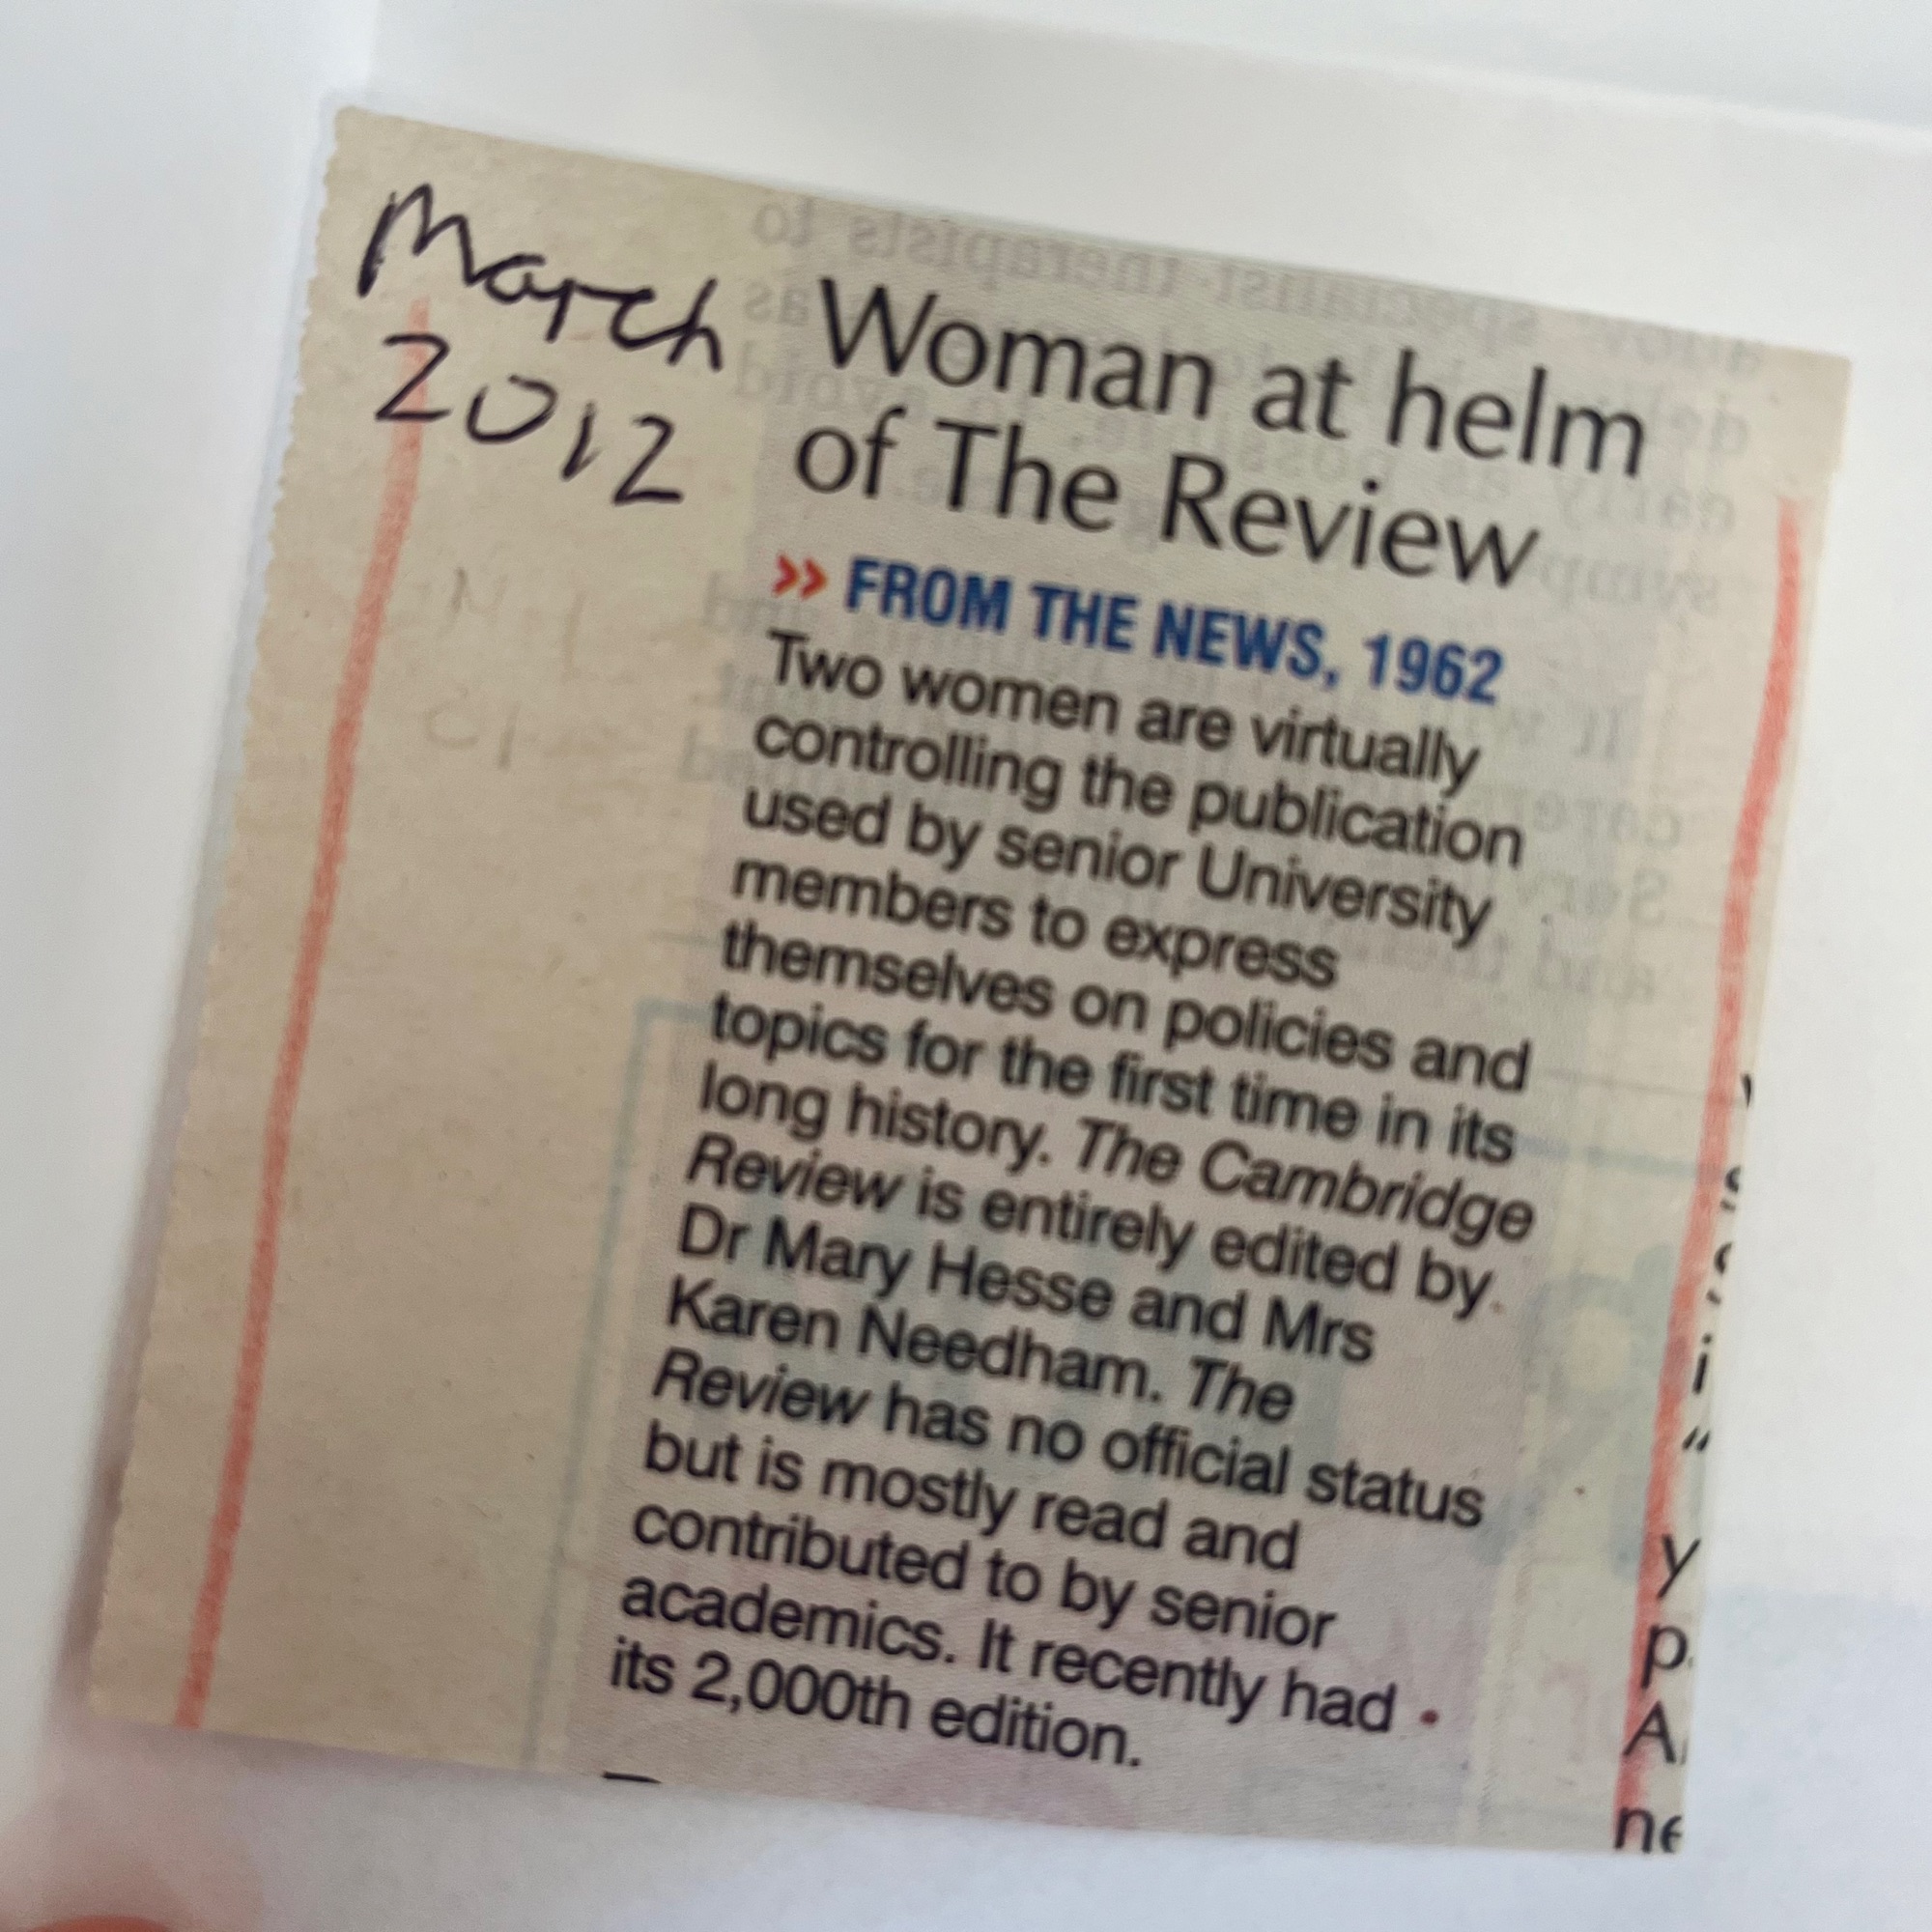 March
2012
Woman at helm
of The Review
>> FROM THE NEWS, 1962
Two women are virtually
controlling the publication
used by senior University
members to express
themselves on policies and
topics for the first time in its
long history. The Cambridge
Review is entirely edited by
Dr Mary Hesse and Mrs
Karen Needham. The
Review has no official status
but is mostly read and
contributed to by senior
academics. It recently had
its 2,000th edition.